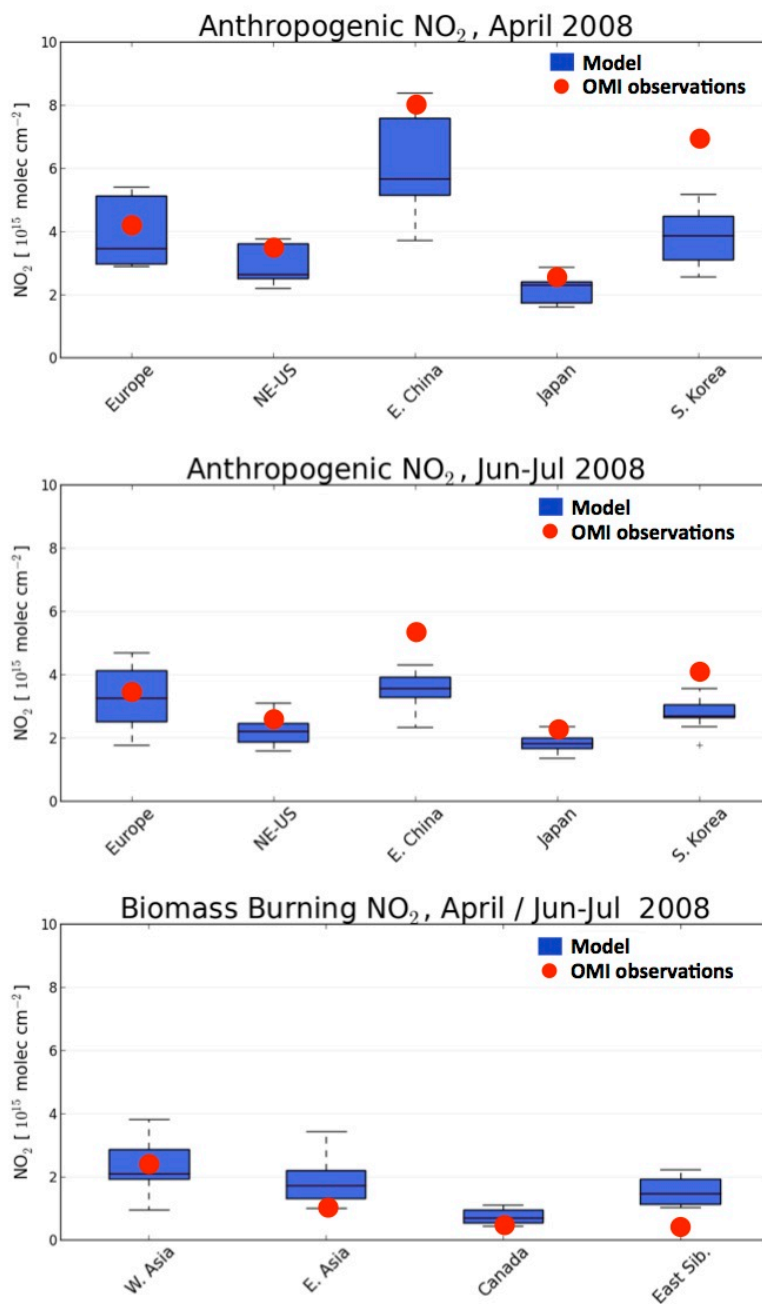 Anthropogenic NO₂, April 2008
Model
OMI observations
NO₂ [ 10¹⁵ molec cm⁻²]
10
8
6
4
2
0
Europe
NE-US
E. China
Japan
S. Korea
Anthropogenic NO₂, Jun-Jul 2008
Model
OMI observations
NO₂ [ 10¹⁵ molec cm⁻²]
10
8
6
4
2
0
Europe
NE-US
E. China
Japan
S. Korea
Biomass Burning NO₂, April / Jun-Jul 2008
Model
OMI observations
NO₂ [ 10¹⁵ molec cm⁻²]
10
8
6
4
2
0
W. Asia
E. Asia
Canada
East Sib.